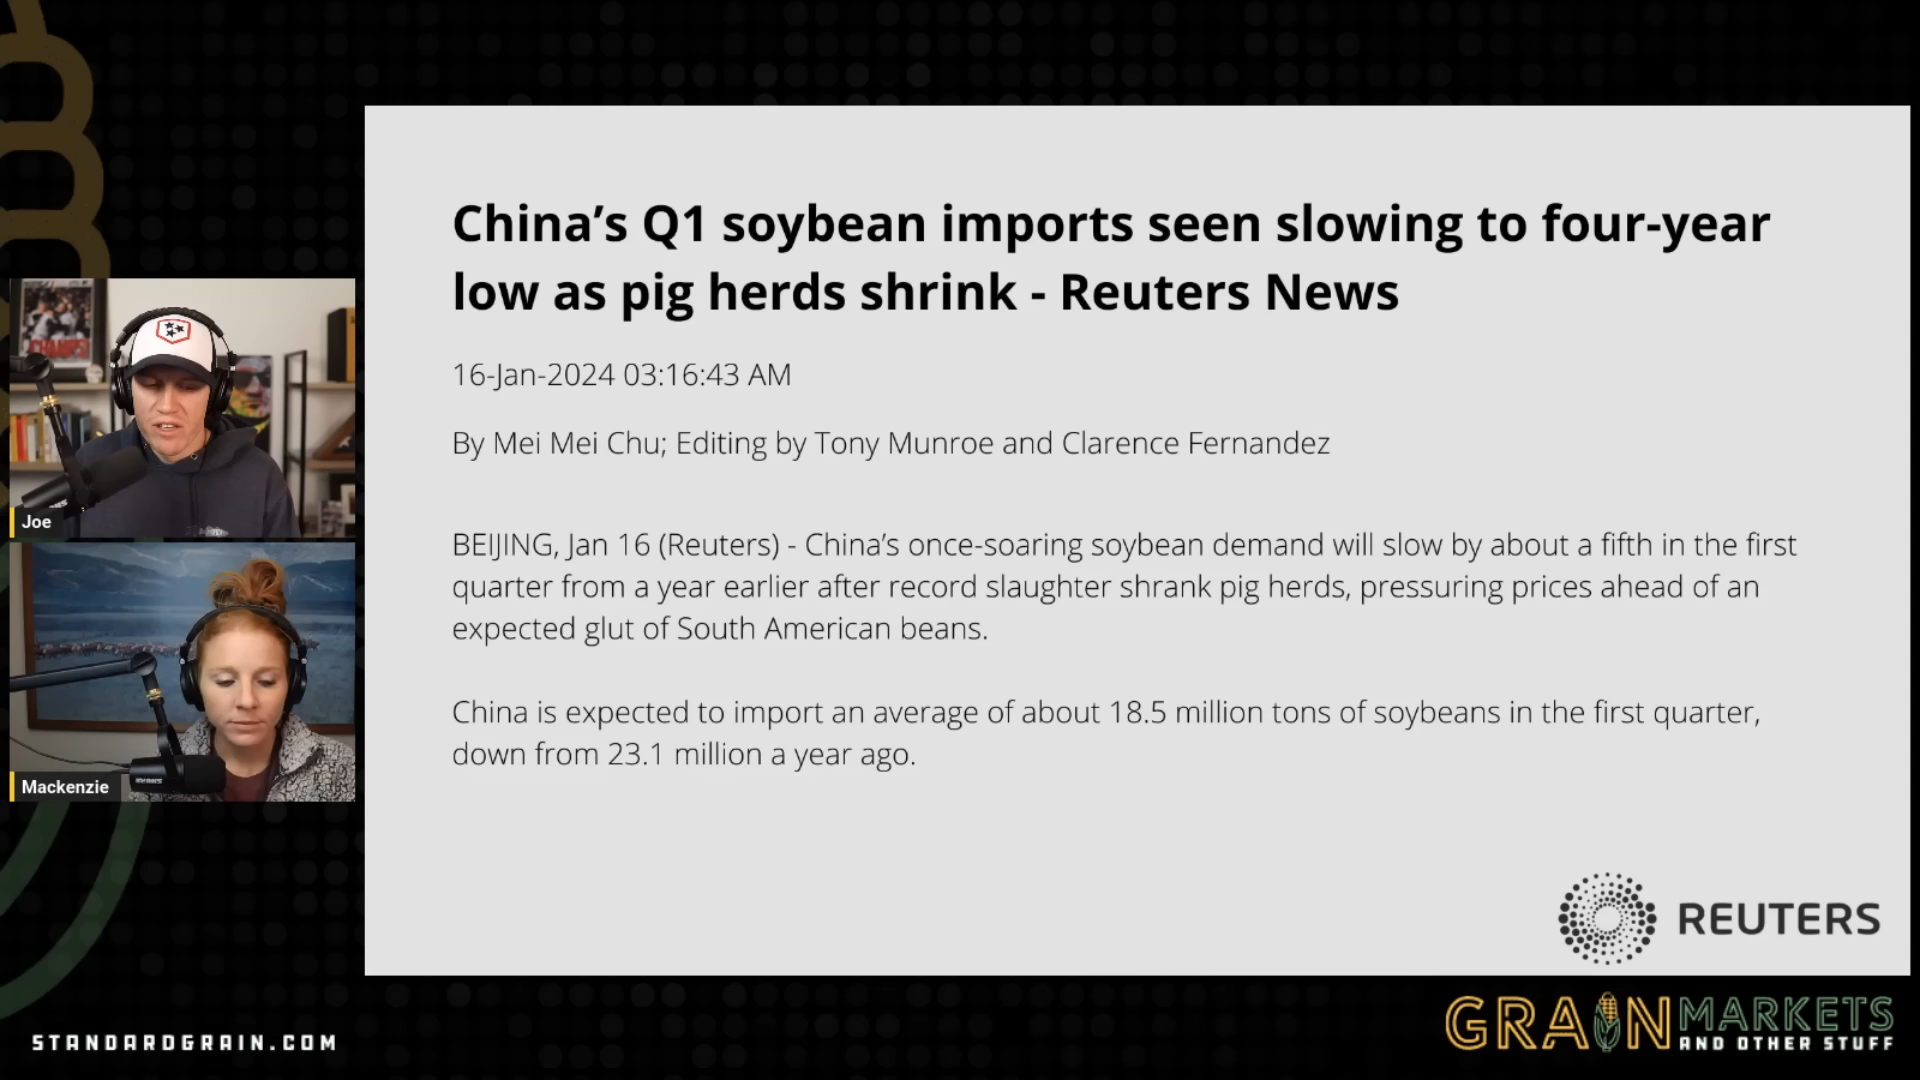 China’s Q1 soybean imports seen slowing to four-year
low as pig herds shrink - Reuters News
16-Jan-2024 03:16:43 AM
By Mei Mei Chu; Editing by Tony Munroe and Clarence Fernandez
BEIJING, Jan 16 (Reuters) - China’s once-soaring soybean demand will slow by about a fifth in the first
quarter from a year earlier after record slaughter shrank pig herds, pressuring prices ahead of an
expected glut of South American beans.
China is expected to import an average of about 18.5 million tons of soybeans in the first quarter,
down from 23.1 million a year ago.
REUTERS
Joe
Mackenzie
STANDARDGRAIN.COM
GRAIN MARKETS
AND OTHER STUFF